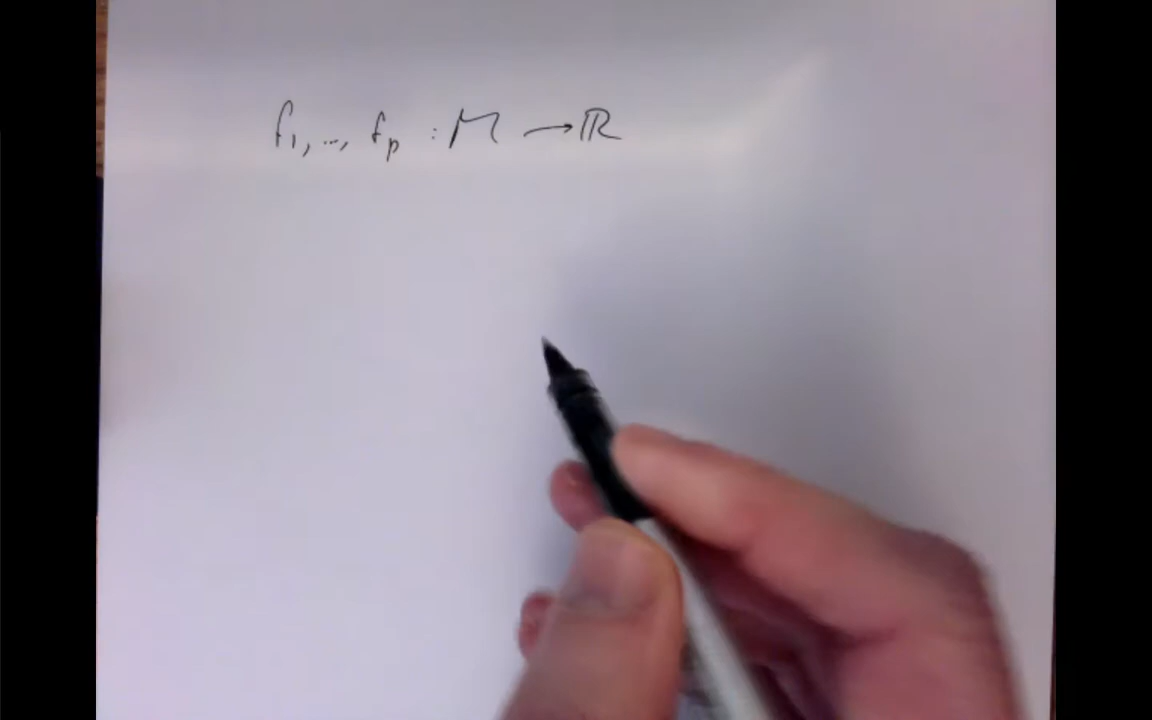 f₁, ..., fₚ : M → ℝ